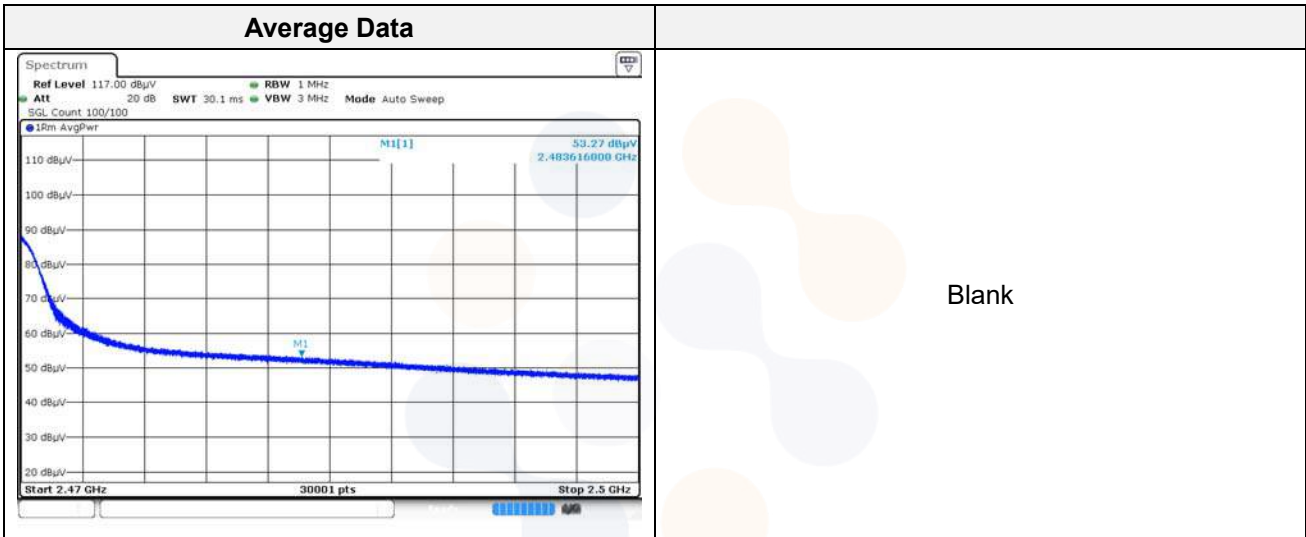 Average Data
Spectrum
Ref Level 117.00 dBµV RBW 1 MHz
Att 20 dB SWT 30.1 ms VBW 3 MHz Mode Auto Sweep
SGL Count 100/100
1Rm AvgPwr
M1[1] 53.27 dBµV
2.483616800 GHz
110 dBµV
100 dBµV
90 dBµV
80 dBµV
70 dBµV
60 dBµV
M1
50 dBµV
40 dBµV
30 dBµV
20 dBµV
Start 2.47 GHz 30001 pts Stop 2.5 GHz
Blank